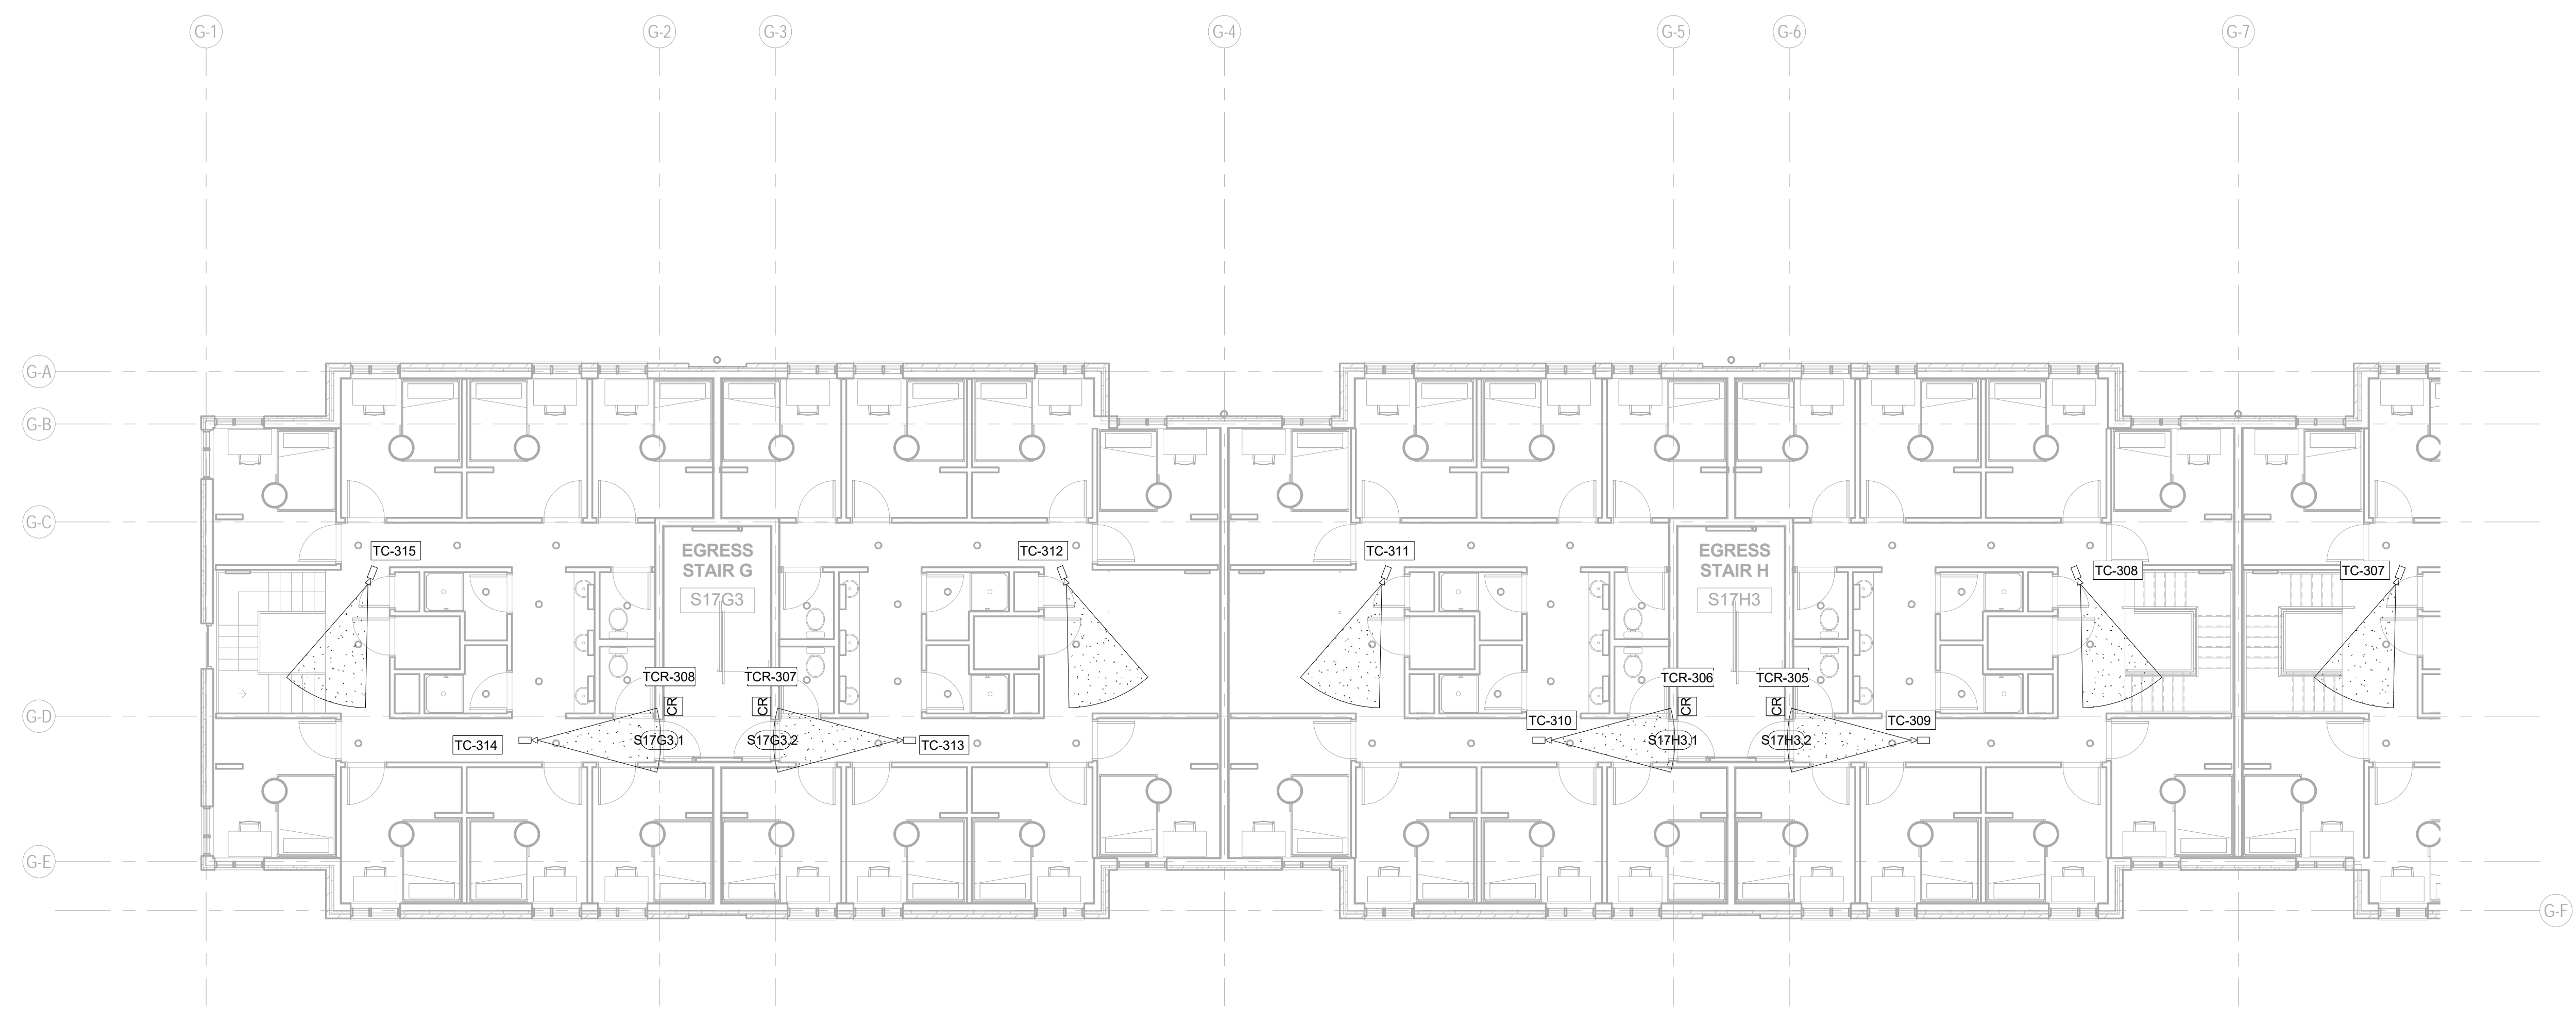 G-1
G-2
G-3
G-4
G-5
G-6
G-7
G-A
G-B
G-C
G-D
G-E
G-F
TC-315
EGRESS
STAIR G
S17G3
TC-312
TC-311
EGRESS
STAIR H
S17H3
TC-308
TC-307
TCR-308
TCR-307
TCR-306
TCR-305
CR
CR
CR
CR
TC-314
S17G3.1
S17G3.2
TC-313
TC-310
S17H3.1
S17H3.2
TC-309